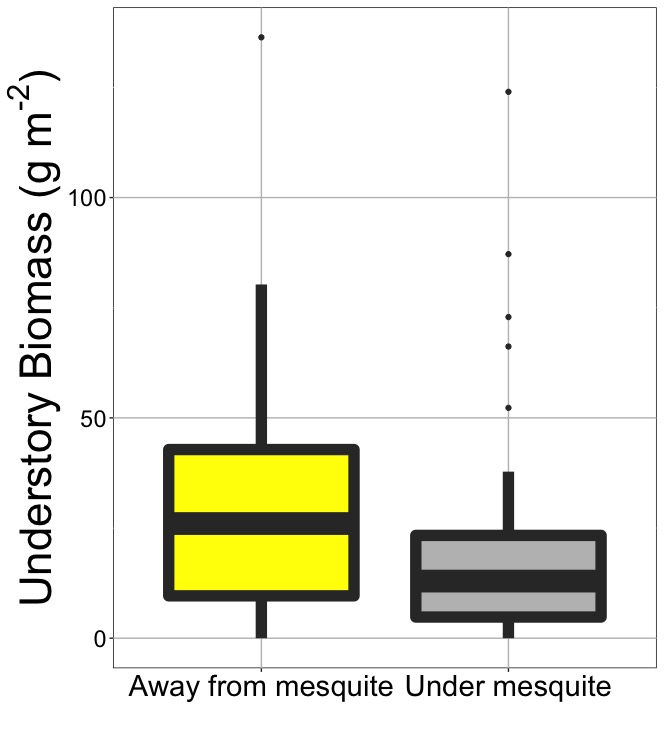 Understory Biomass (g m-2)
100
50
0
Away from mesquite
Under mesquite